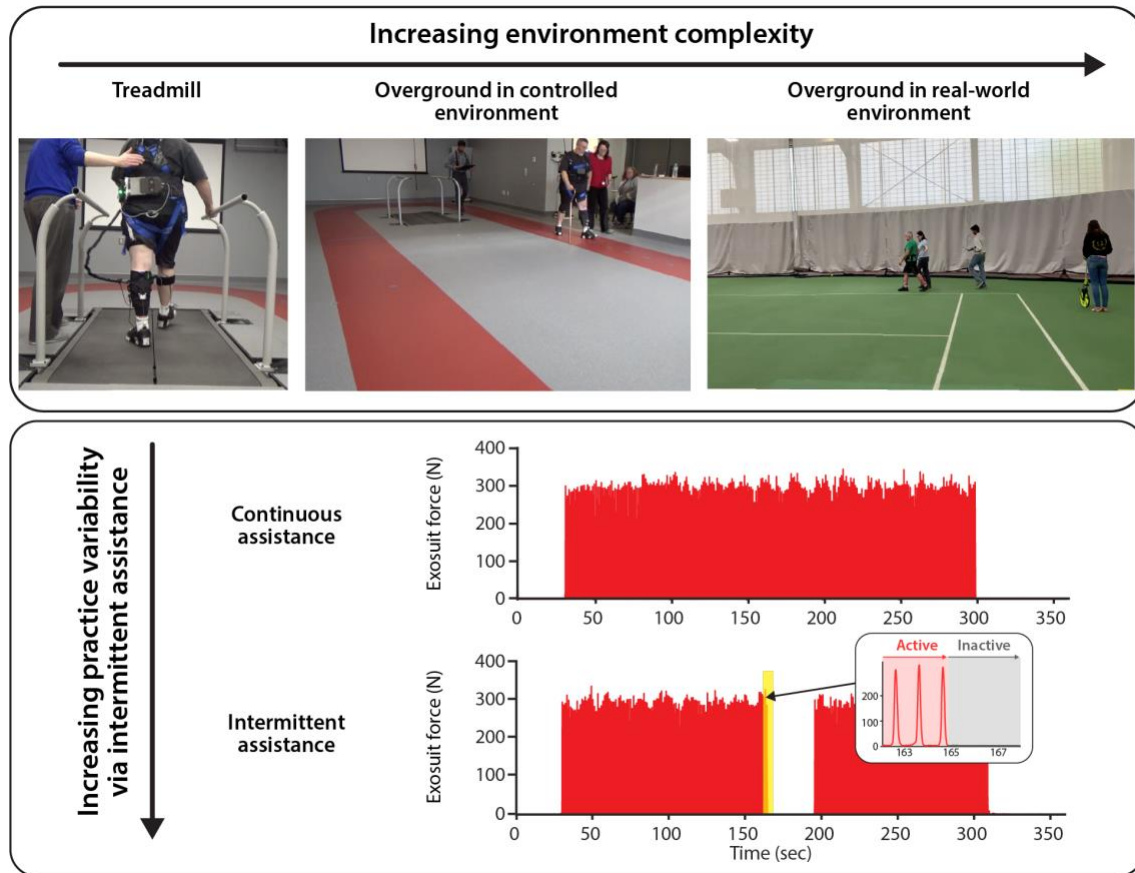 Increasing environment complexity
Treadmill
Overground in controlled
environment
Overground in real-world
environment
Increasing practice variability
via intermittent assistance
Continuous
assistance
Exosuit force (N)
400
300
200
100
0
0 50 100 150 200 250 300 350
Intermittent
assistance
Exosuit force (N)
400
300
200
100
0
0 50 100 150 200 250 300 350
Time (sec)
Active Inactive
200
100
0
163 165 167